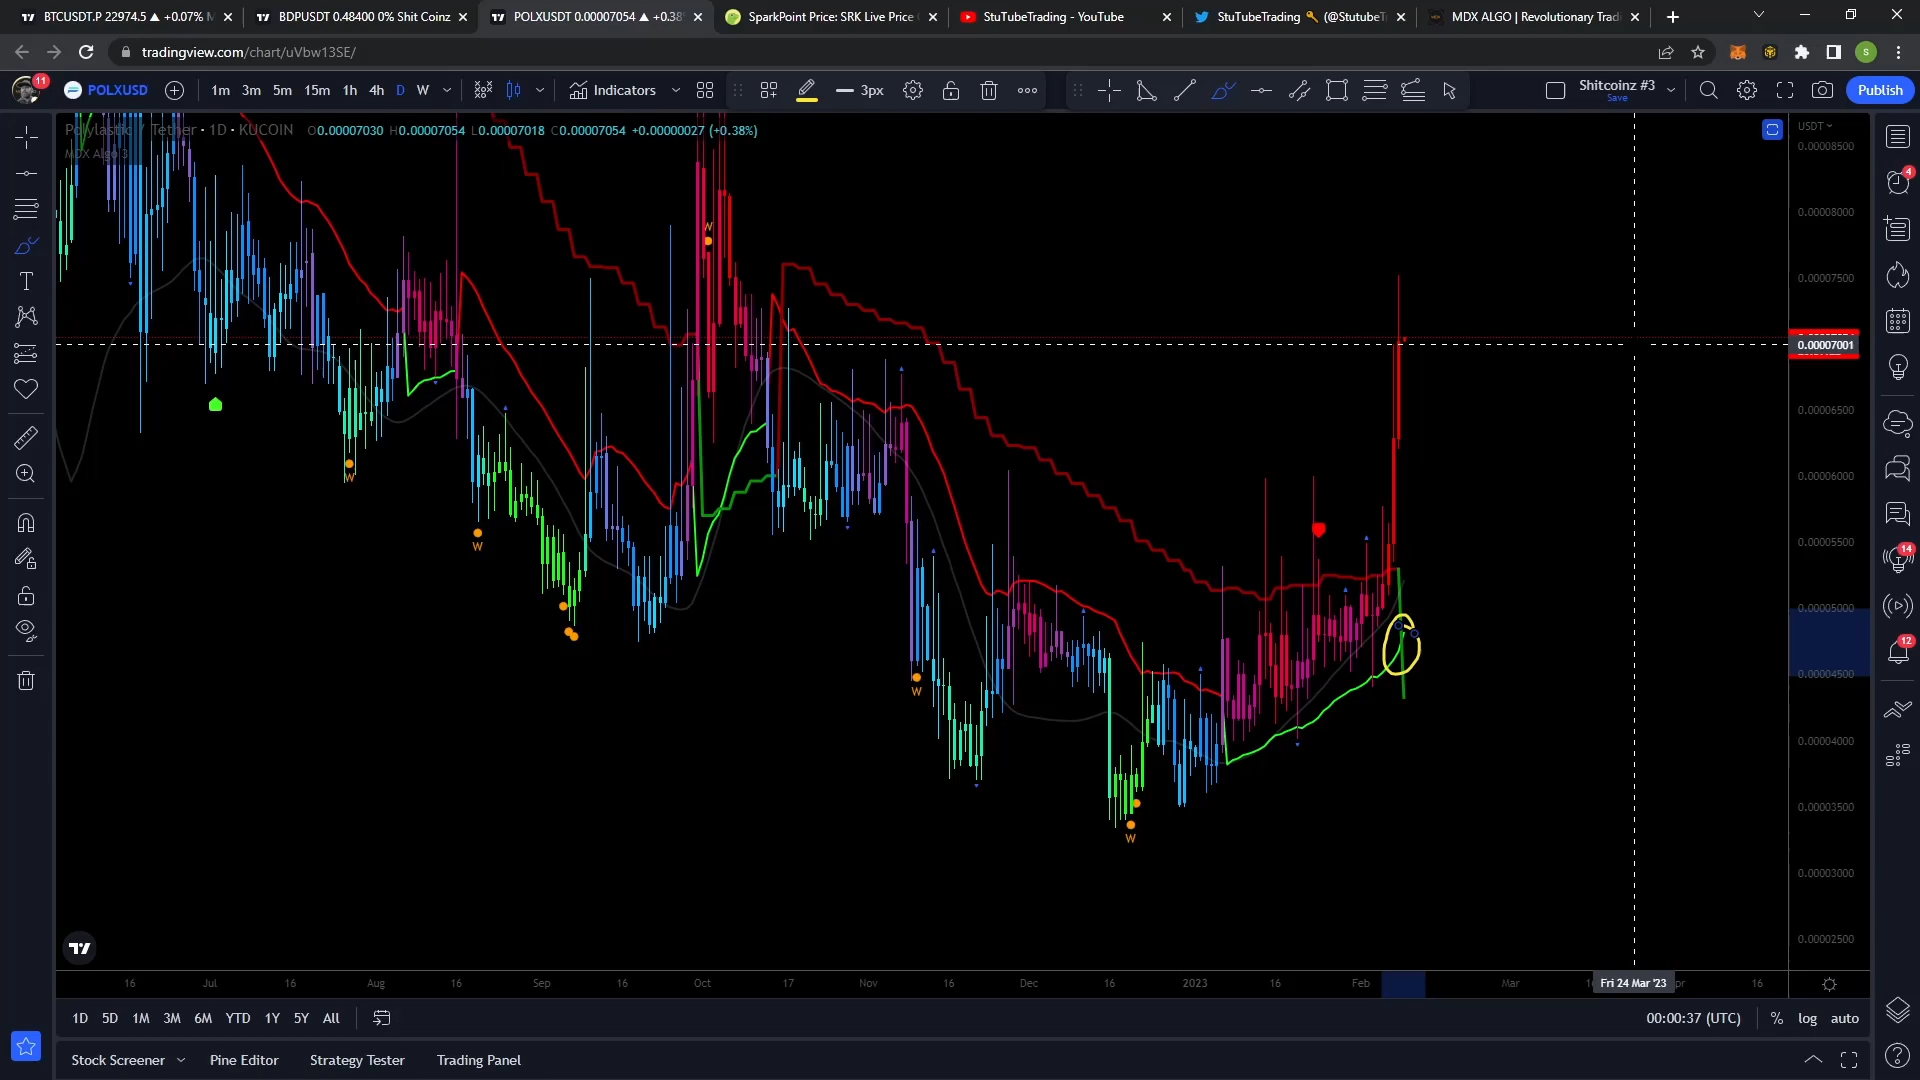 BTCUSDT.P 22974.5 ▲ +0.07%
BDPUSDT 0.48400 0% Shit Coinz
POLXUSDT 0.00007054 ▲ +0.38
SparkPoint Price: SRK Live Price
StuTubeTrading - YouTube
StuTubeTrading 🔑 (@StutubeT
MDX ALGO | Revolutionary Tradi
tradingview.com/chart/uVbw13SE/
S
11
POLXUSD
1m 3m 5m 15m 1h 4h D W
Indicators
3px
Shitcoinz #3
Save
Publish
Polylastic / Tether · 1D · KUCOIN O0.00007030 H0.00007054 L0.00007018 C0.00007054 +0.00000027 (+0.38%)
MDX Algo 3
USDT
0.00008500
0.00008000
0.00007500
0.00007001
0.00006500
0.00006000
0.00005500
0.00005000
0.00004500
0.00004000
0.00003500
0.00003000
0.00002500
W
W
W
W
W
4
14
12
16 Jul 16 Aug 16 Sep 16 Oct 17 Nov 16 Dec 16 2023 16 Feb Mar Fri 24 Mar '23 16
1D 5D 1M 3M 6M YTD 1Y 5Y All
00:00:37 (UTC) % log auto
Stock Screener Pine Editor Strategy Tester Trading Panel